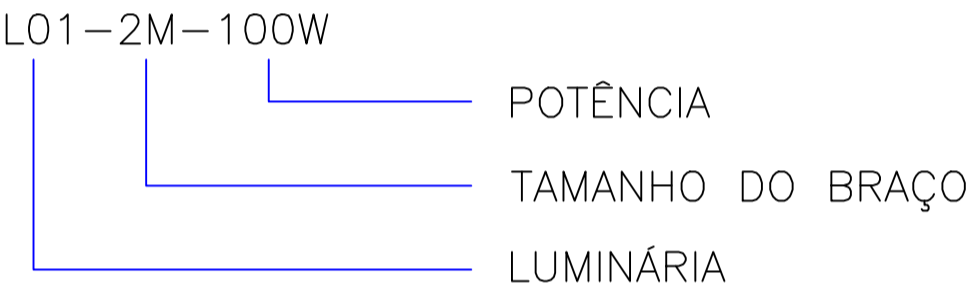 L01-2M-100W
POTÊNCIA
TAMANHO DO BRAÇO
LUMINÁRIA